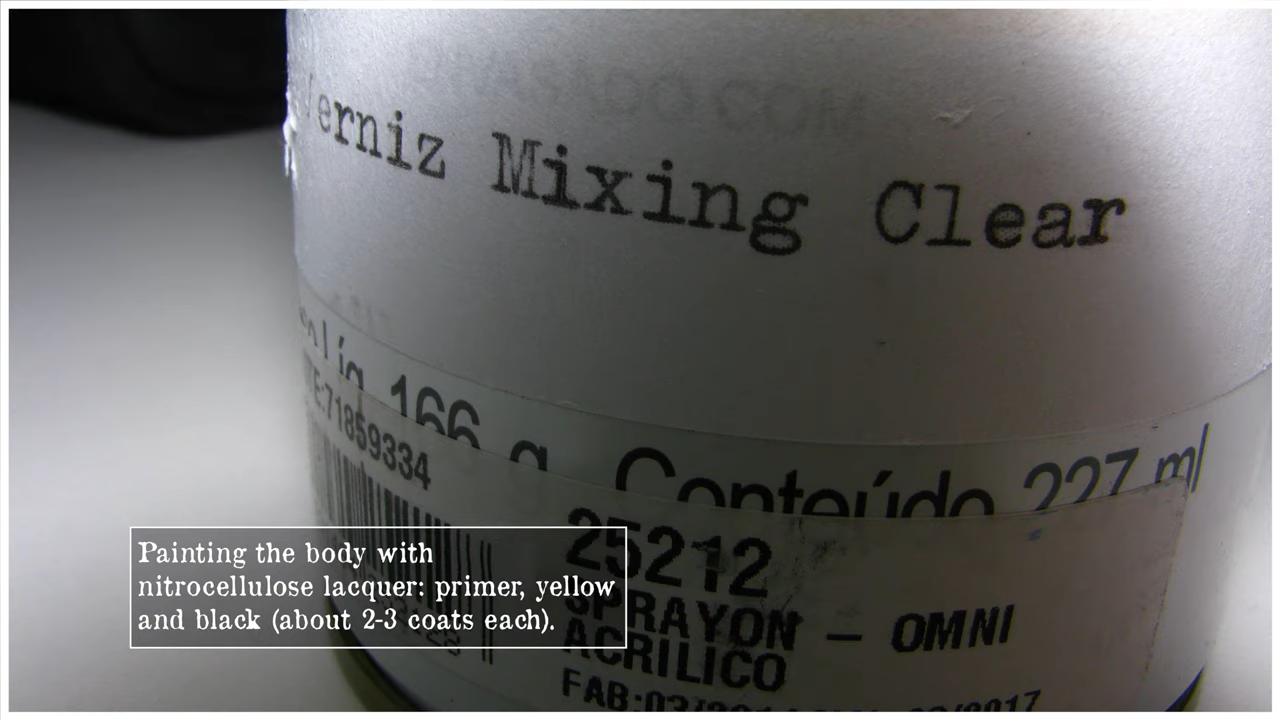 Verniz Mixing Clear
166 g Conteúdo 227 ml
E:71859334
25212
SPRAYON – OMNI
ACRILICO
Painting the body with
nitrocellulose lacquer: primer, yellow
and black (about 2-3 coats each).